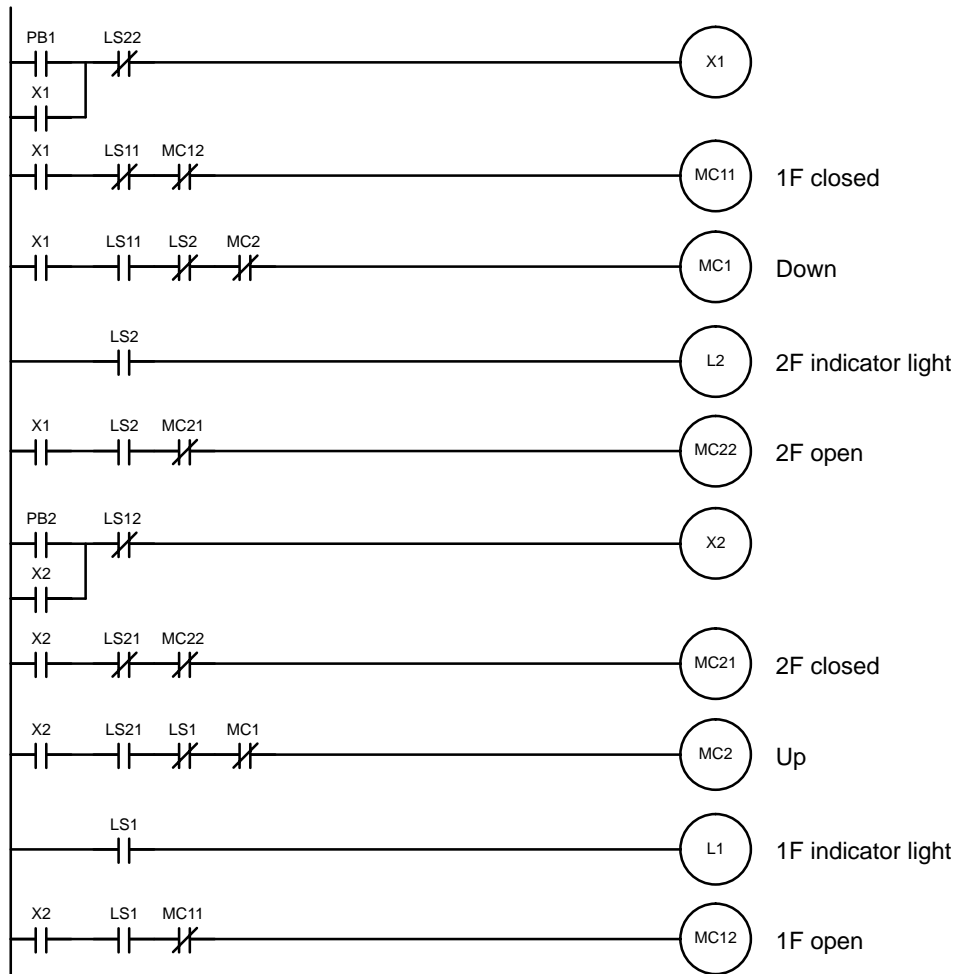 PB1 LS22
X1
X1
X1 LS11 MC12
MC11 1F closed
X1 LS11 LS2 MC2
MC1 Down
LS2
L2 2F indicator light
X1 LS2 MC21
MC22 2F open
PB2 LS12
X2
X2
X2 LS21 MC22
MC21 2F closed
X2 LS21 LS1 MC1
MC2 Up
LS1
L1 1F indicator light
X2 LS1 MC11
MC12 1F open